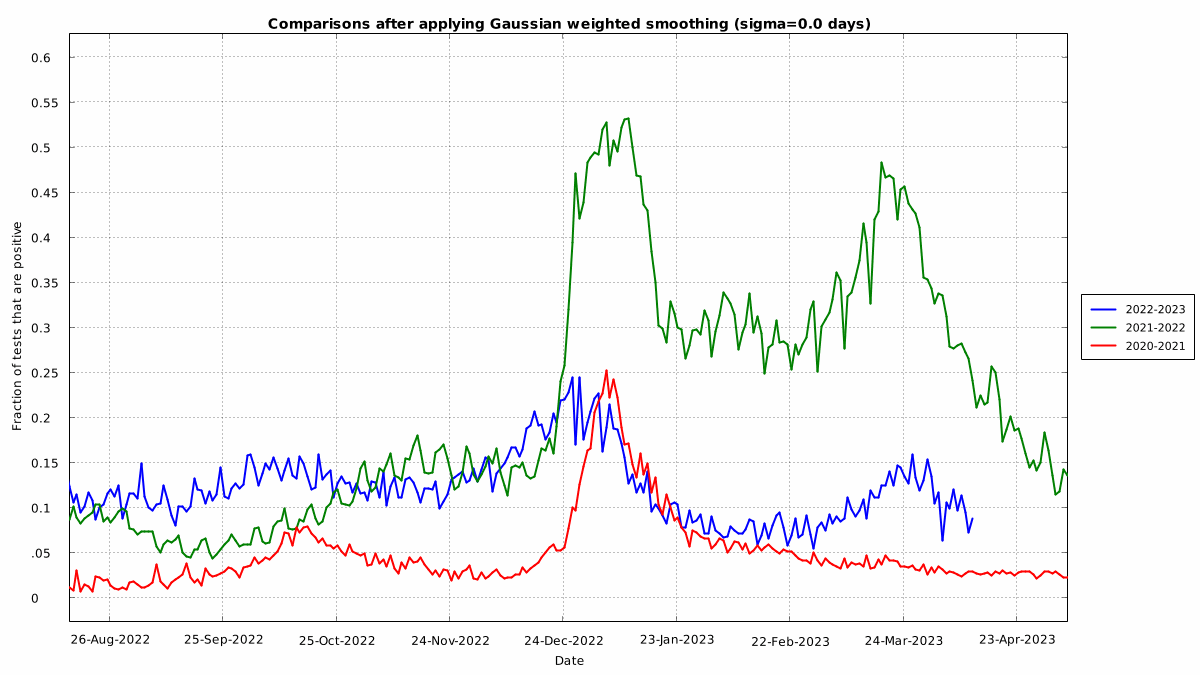 Comparisons after applying Gaussian weighted smoothing (sigma=0.0 days)
0.6
0.55
0.5
0.45
0.4
0.35
0.3
0.25
0.2
0.15
0.1
.05
0
Fraction of tests that are positive
26-Aug-2022
25-Sep-2022
25-Oct-2022
24-Nov-2022
24-Dec-2022
23-Jan-2023
22-Feb-2023
24-Mar-2023
23-Apr-2023
Date
2022-2023
2021-2022
2020-2021